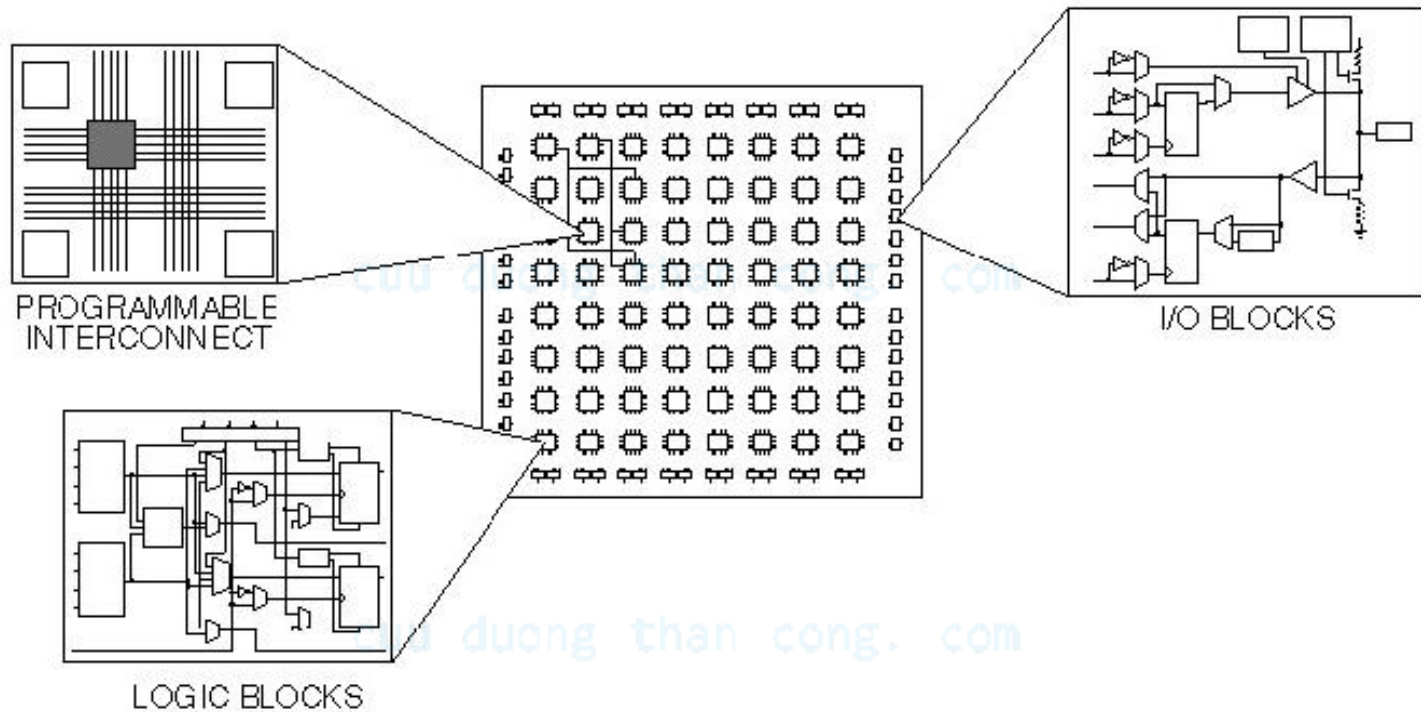 PROGRAMMABLE
INTERCONNECT
I/O BLOCKS
LOGIC BLOCKS
cuu duong than cong. com
cuu duong than cong. com